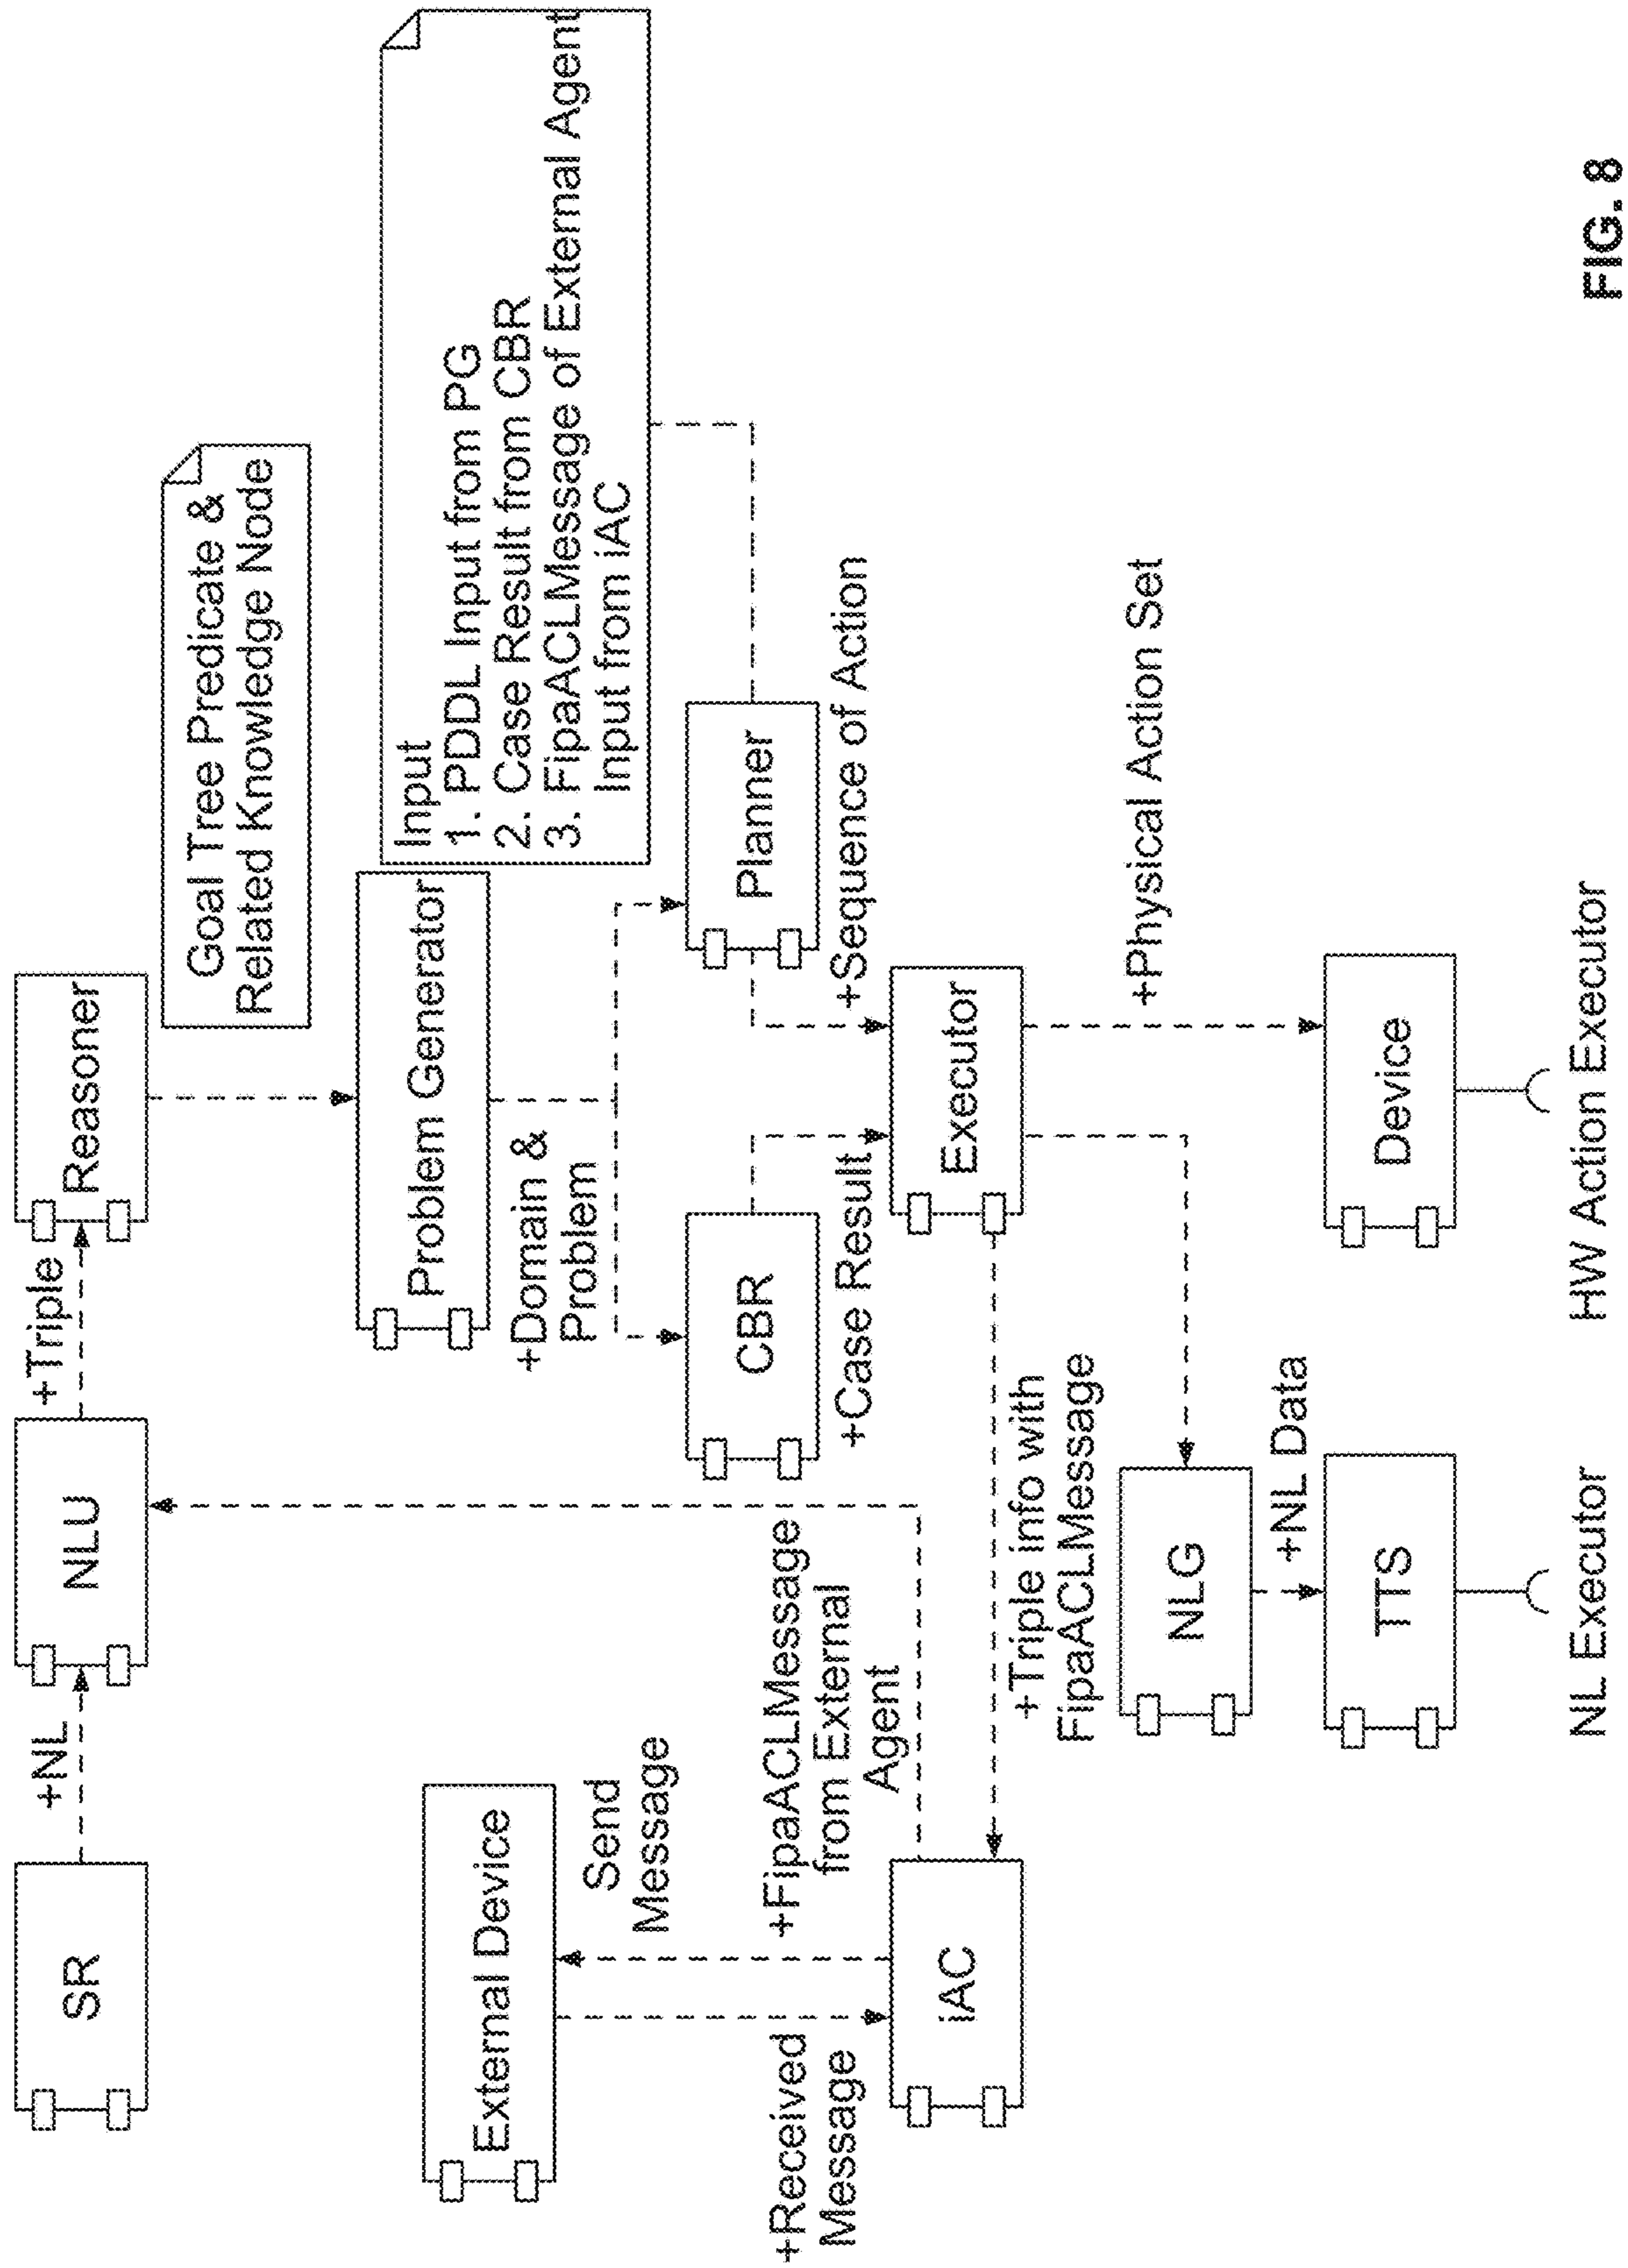 SR
+NL
NLU
+Triple
Reasoner
Goal Tree Predicate &
Related Knowledge Node
External Device
Send
Message
+Received
Message
iAC
+FipaACLMessage
from External
Agent
Problem Generator
+Domain &
Problem
Input
1. PDDL Input from PG
2. Case Result from CBR
3. FipaACLMessage of External Agent
Input from iAC
CBR
Planner
+Case Result
+Sequence of Action
Executor
+Triple info with
FipaACLMessage
+Physical Action Set
NLG
+NL Data
TTS
Device
NL Executor
HW Action Executor
FIG. 8